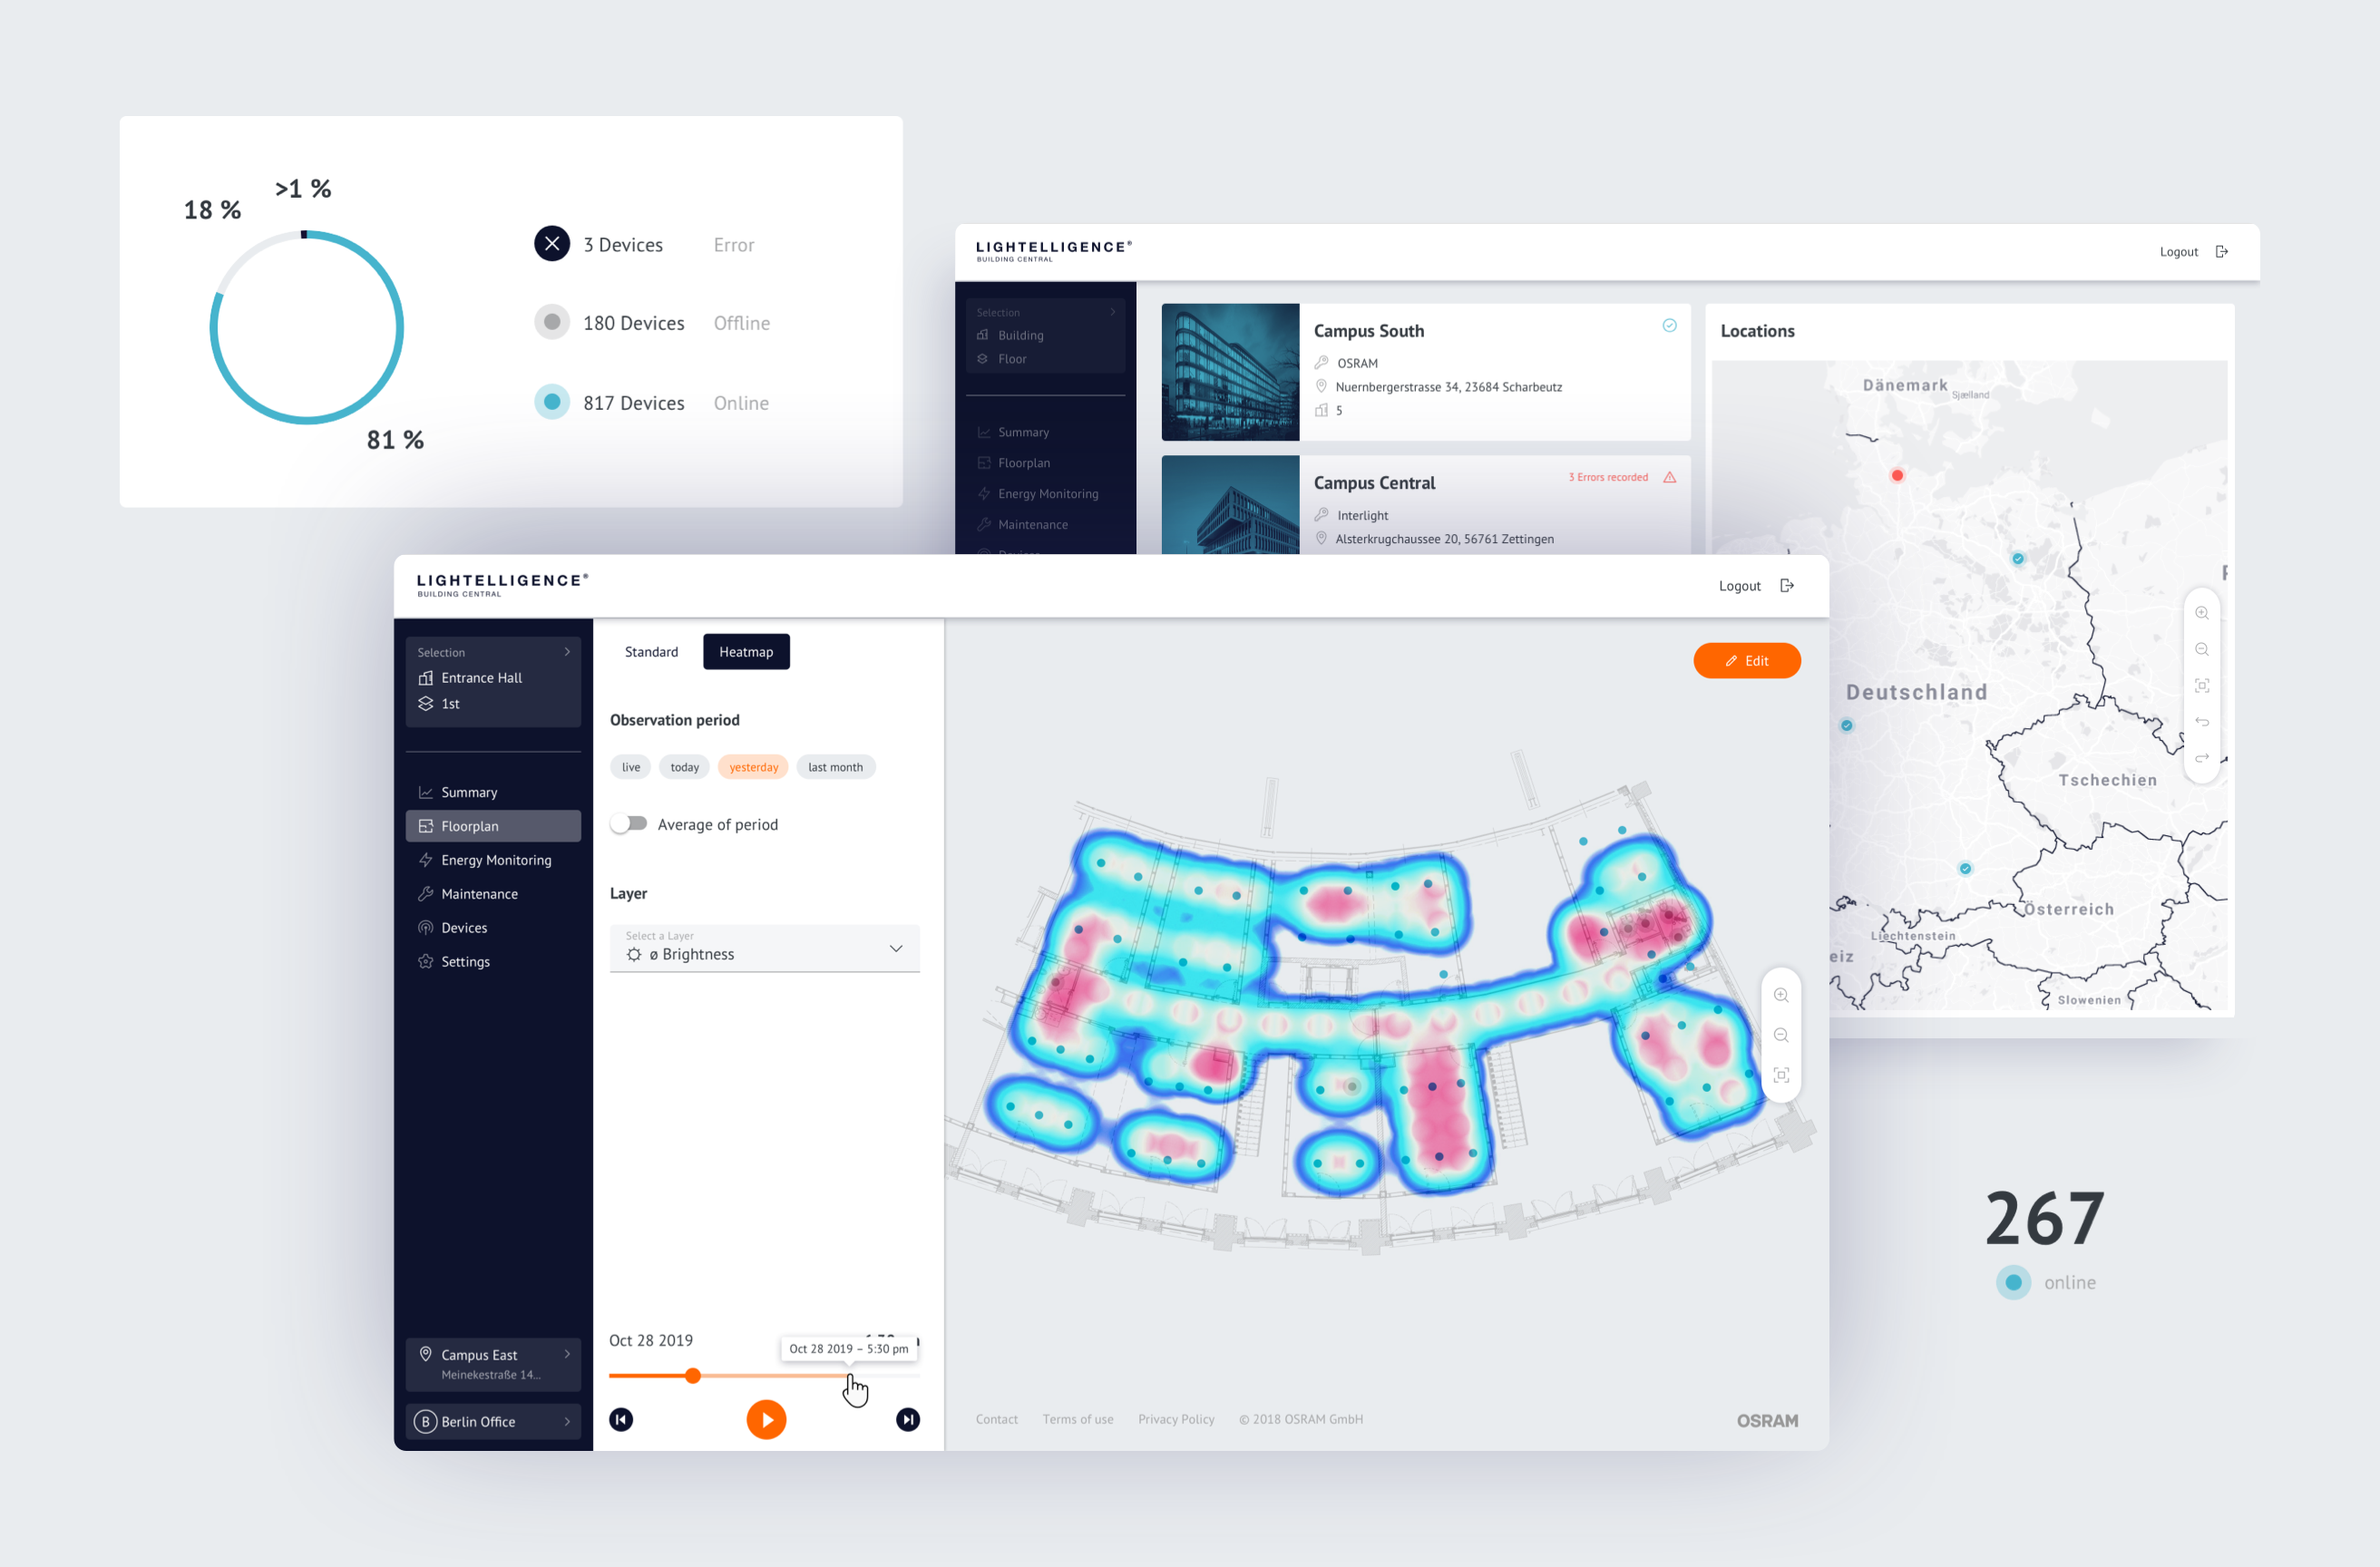 18 %
>1 %
81 %
3 Devices Error
180 Devices Offline
817 Devices Online
LIGHTELLIGENCE®
BUILDING CENTRAL
Logout
Selection
Building
Floor
Summary
Floorplan
Energy Monitoring
Maintenance
Devices
Campus South
OSRAM
Nuernbergerstrasse 34, 23684 Scharbeutz
5
Campus Central
3 Errors recorded
Interlight
Alsterkrugchaussee 20, 56761 Zettingen
Locations
Dänemark
Sjælland
Deutschland
Tschechien
Österreich
Liechtenstein
eiz
Slowenien
LIGHTELLIGENCE®
BUILDING CENTRAL
Logout
Selection
Entrance Hall
1st
Summary
Floorplan
Energy Monitoring
Maintenance
Devices
Settings
Campus East
Meinekestraße 14...
B Berlin Office
Standard
Heatmap
Observation period
live
today
yesterday
last month
Average of period
Layer
Select a Layer
ø Brightness
Oct 28 2019
Oct 28 2019 – 5:30 pm
Edit
Contact
Terms of use
Privacy Policy
© 2018 OSRAM GmbH
OSRAM
267
online